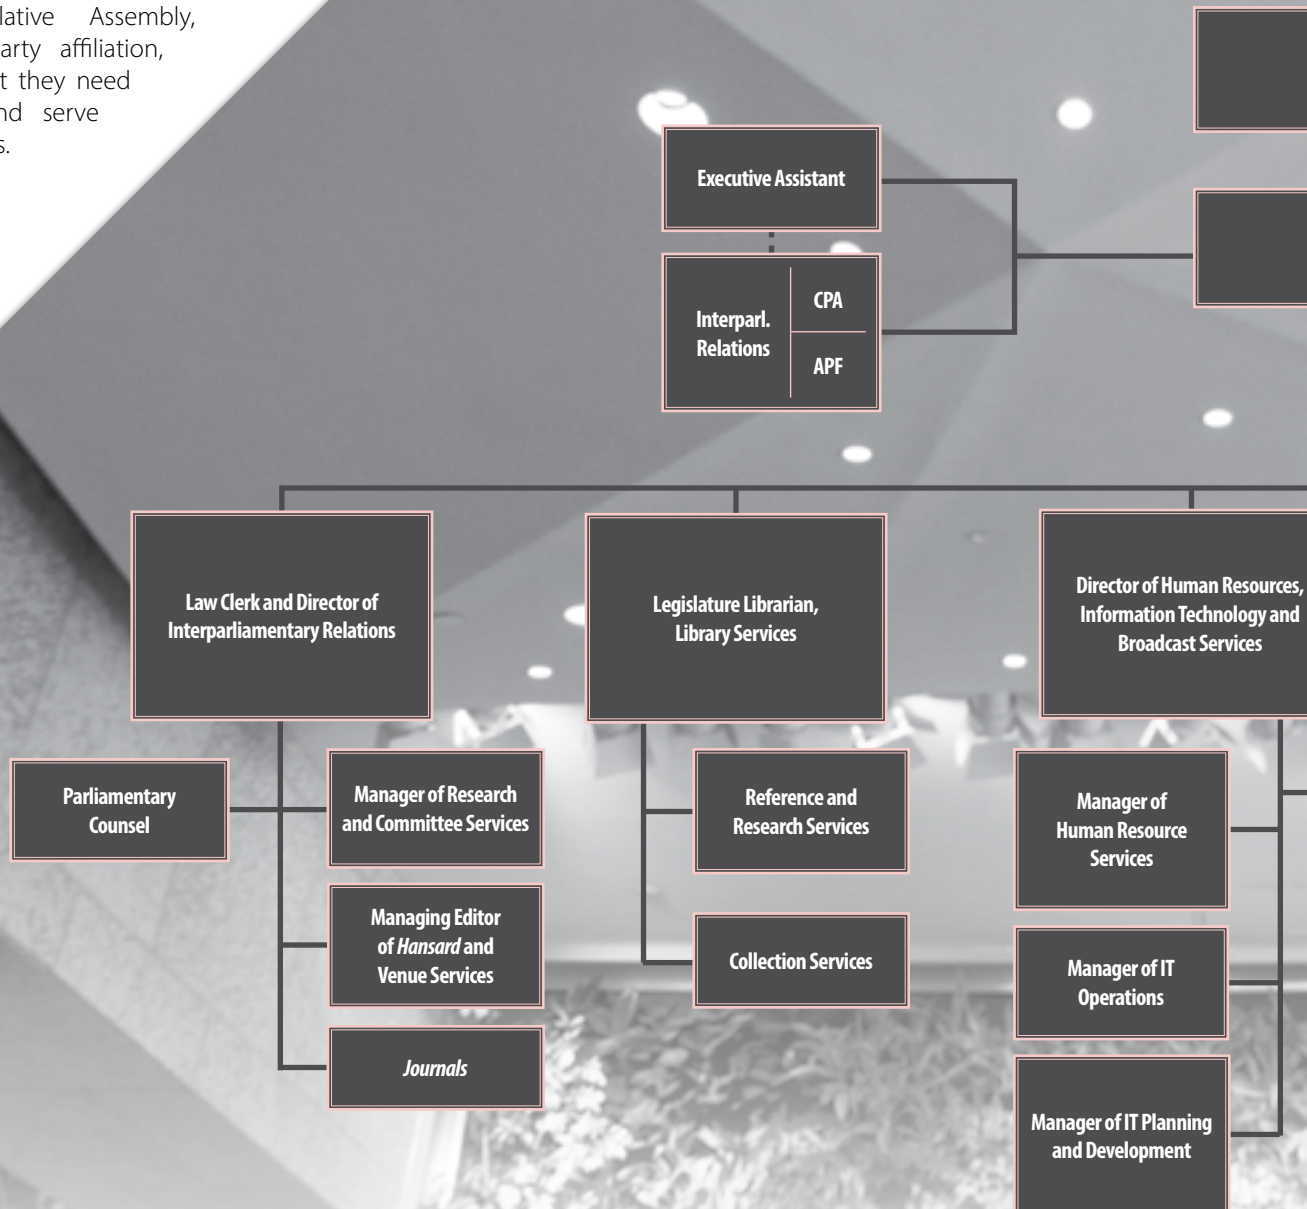 lative Assembly,
arty affiliation,
t they need
nd serve
s.
Executive Assistant
Interparl.
Relations
CPA
APF
Law Clerk and Director of
Interparliamentary Relations
Legislature Librarian,
Library Services
Director of Human Resources,
Information Technology and
Broadcast Services
Parliamentary
Counsel
Manager of Research
and Committee Services
Managing Editor
of Hansard and
Venue Services
Journals
Reference and
Research Services
Collection Services
Manager of
Human Resource
Services
Manager of IT
Operations
Manager of IT Planning
and Development